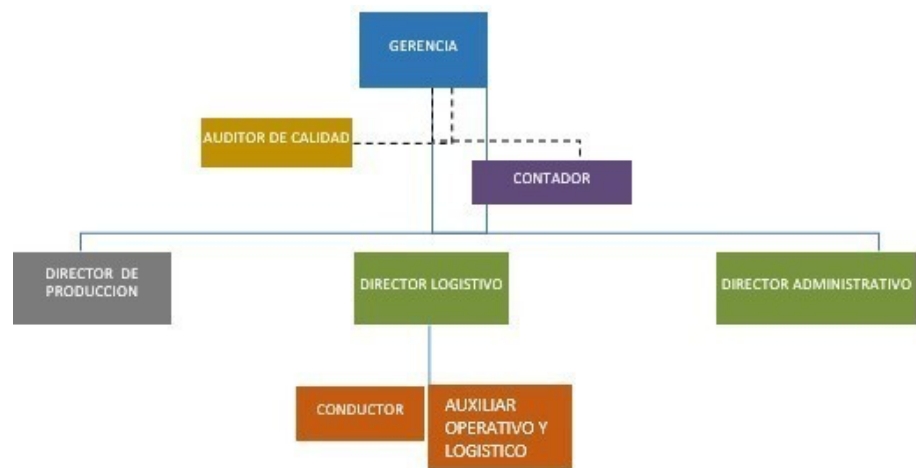 GERENCIA
AUDITOR DE CALIDAD
CONTADOR
DIRECTOR DE
PRODUCCION
DIRECTOR LOGISTIVO
DIRECTOR ADMINISTRATIVO
CONDUCTOR
AUXILIAR
OPERATIVO Y
LOGISTICO